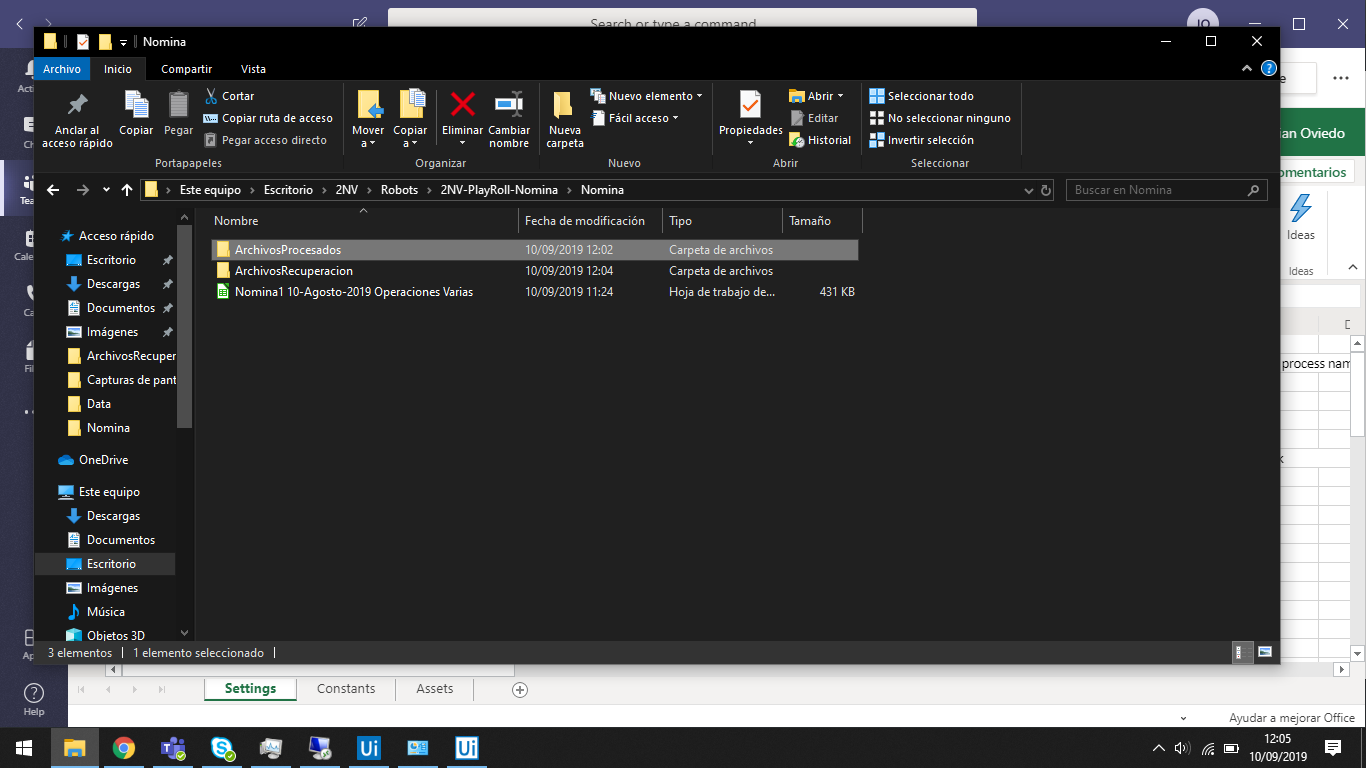 Search or type a command
JO
Nomina
Archivo Inicio Compartir Vista
Anclar al acceso rápido
Copiar
Pegar
Cortar
Copiar ruta de acceso
Pegar acceso directo
Portapapeles
Mover a
Copiar a
Eliminar
Cambiar nombre
Organizar
Nueva carpeta
Nuevo elemento
Fácil acceso
Nuevo
Propiedades
Abrir
Editar
Historial
Abrir
Seleccionar todo
No seleccionar ninguno
Invertir selección
Seleccionar
Este equipo > Escritorio > 2NV > Robots > 2NV-PlayRoll-Nomina > Nomina
Buscar en Nomina
Nombre Fecha de modificación Tipo Tamaño
ArchivosProcesados 10/09/2019 12:02 Carpeta de archivos
ArchivosRecuperacion 10/09/2019 12:04 Carpeta de archivos
Nomina1 10-Agosto-2019 Operaciones Varias 10/09/2019 11:24 Hoja de trabajo de... 431 KB
Acceso rápido
Escritorio
Descargas
Documentos
Imágenes
ArchivosRecuper
Capturas de pant
Data
Nomina
OneDrive
Este equipo
Descargas
Documentos
Escritorio
Imágenes
Música
Objetos 3D
3 elementos 1 elemento seleccionado
an Oviedo
omentarios
Ideas
Ideas
process nam
Help
Settings Constants Assets
Ayudar a mejorar Office
Ui
Ui
12:05
10/09/2019